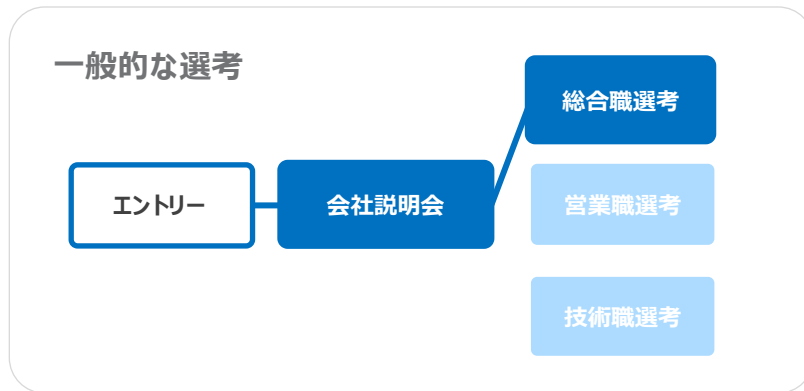 一般的な選考
総合職選考
エントリー
会社説明会
営業職選考
技術職選考